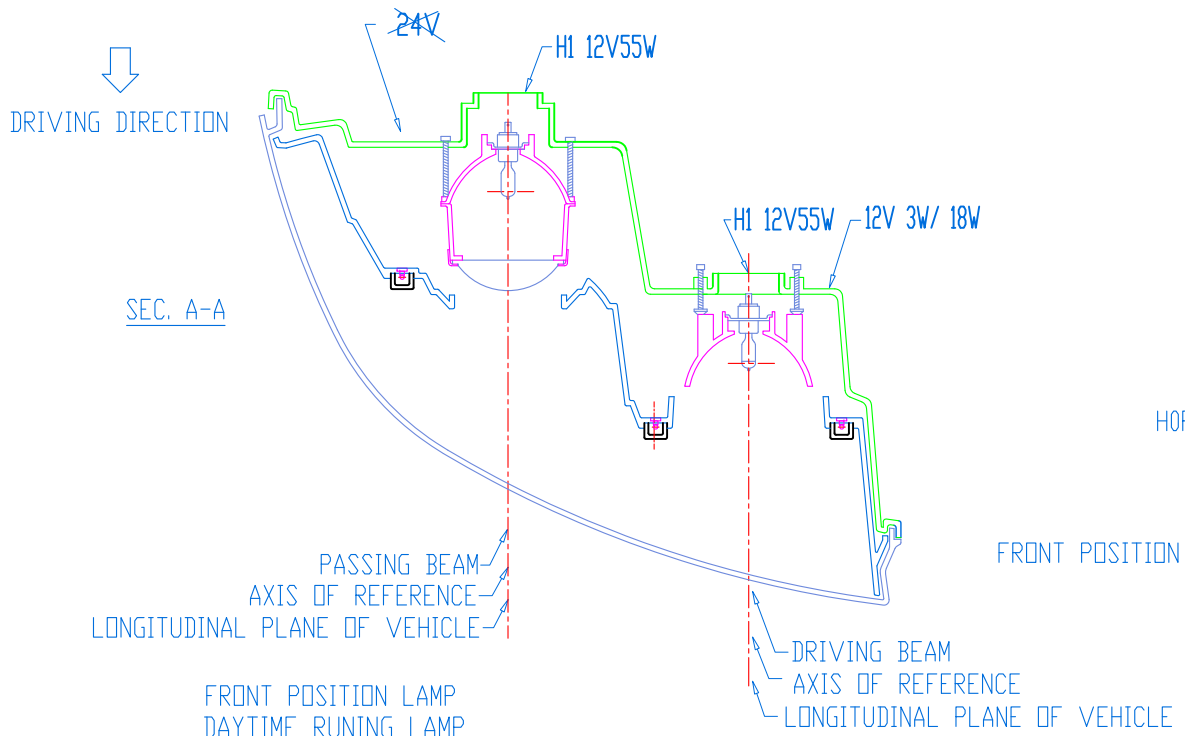 24V
H1 12V55W
DRIVING DIRECTION
H1 12V55W
12V 3W/ 18W
SEC. A-A
HOR
FRONT POSITION
PASSING BEAM
AXIS OF REFERENCE
LONGITUDINAL PLANE OF VEHICLE
DRIVING BEAM
AXIS OF REFERENCE
LONGITUDINAL PLANE OF VEHICLE
FRONT POSITION LAMP
DAYTIME RUNING LAMP